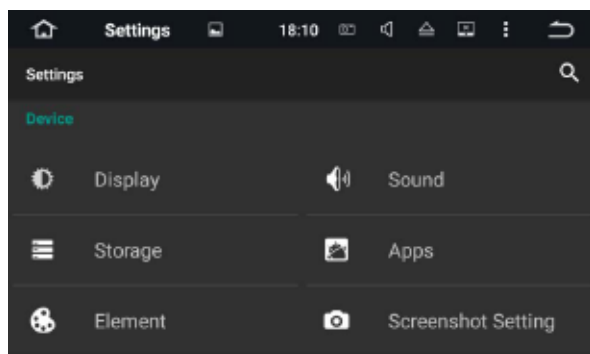 Settings 18:10
Settings
Device
Display Sound
Storage Apps
Element Screenshot Setting